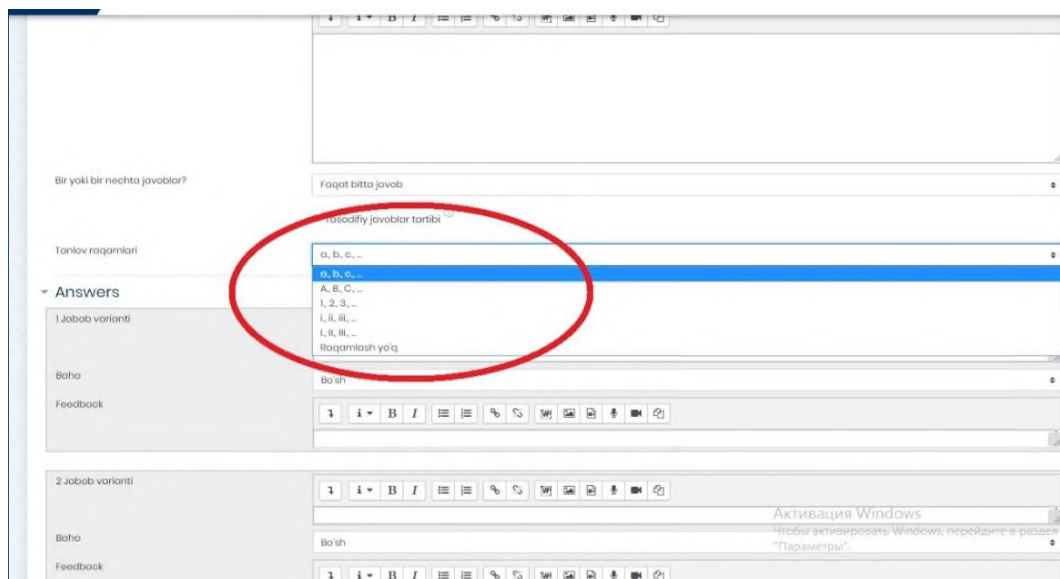 Bir yoki bir nechta javoblar?
Faqat bitta javob
Tasodifiy javoblar tartibi
Tanlov raqamlari
a., b., c., ...
a., b., c., ...
A., B., C., ...
1., 2., 3., ...
i., ii., iii., ...
I., II., III., ...
Raqamlash yo'q
Answers
1 Jabob varianti
Baho
Bo'sh
Feedback
i B I
2 Jabob varianti
i B I
Baho
Bo'sh
Feedback
i B I
Активация Windows
Чтобы активировать Windows, перейдите в раздел
"Параметры".